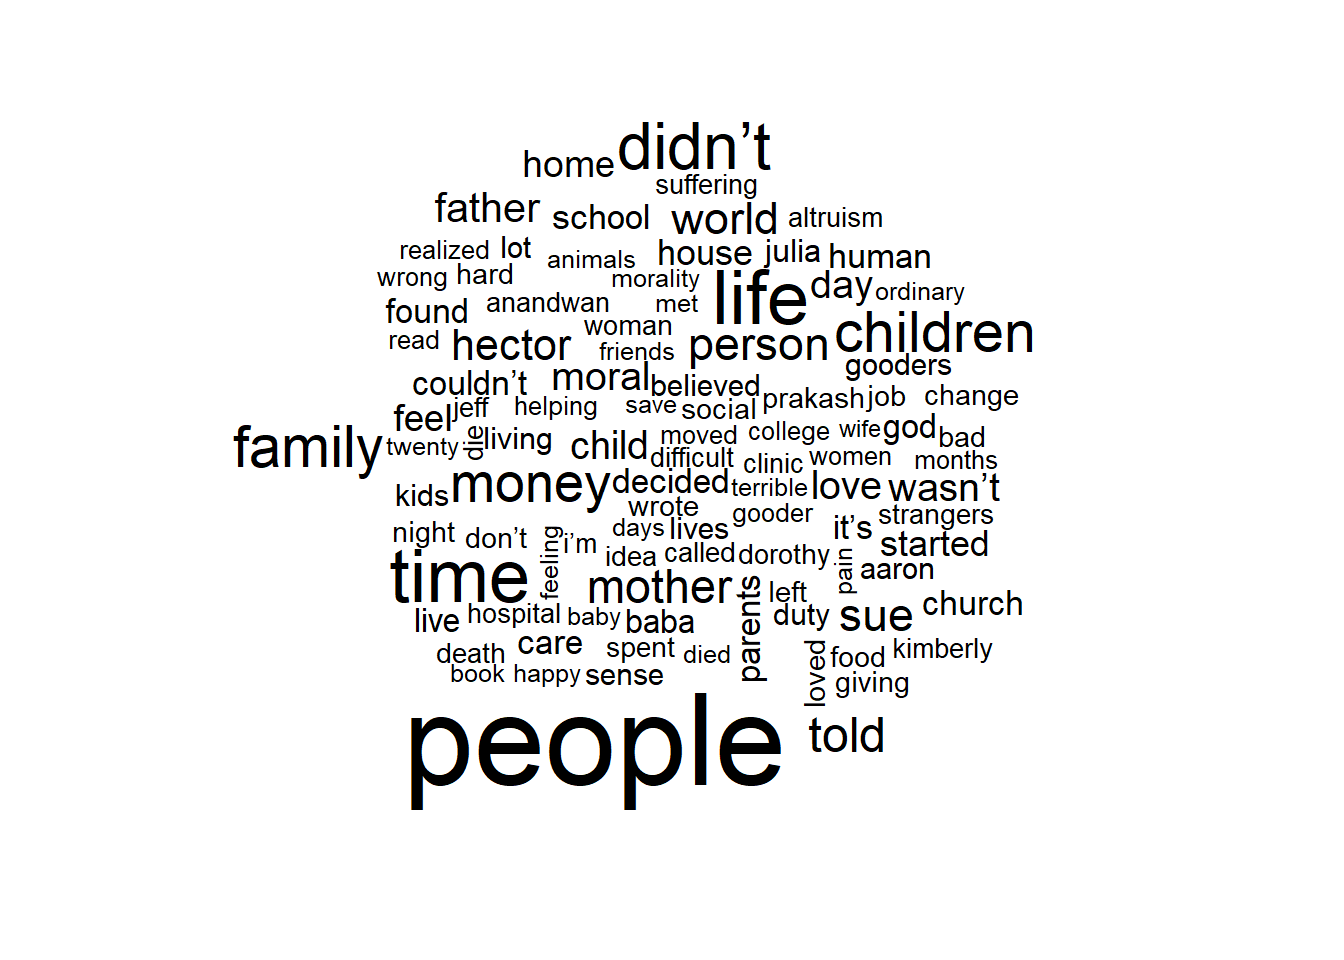 didn’t
home
suffering
father school world altruism
realized lot animals house julia human
wrong hard morality life day ordinary
found anandwan met children
read hector woman friends person gooders
couldn’t moral believed prakash job change
feel jeff helping save social
family twenty die living child moved college wife god bad
difficult clinic women months
kids money decided terrible love wasn’t
wrote gooder strangers
night don’t feeling i’m days lives it’s started
time idea called dorothy pain aaron
mother parents left
live hospital baby baba duty sue church
death care spent died loved food kimberly
book happy sense giving
people told